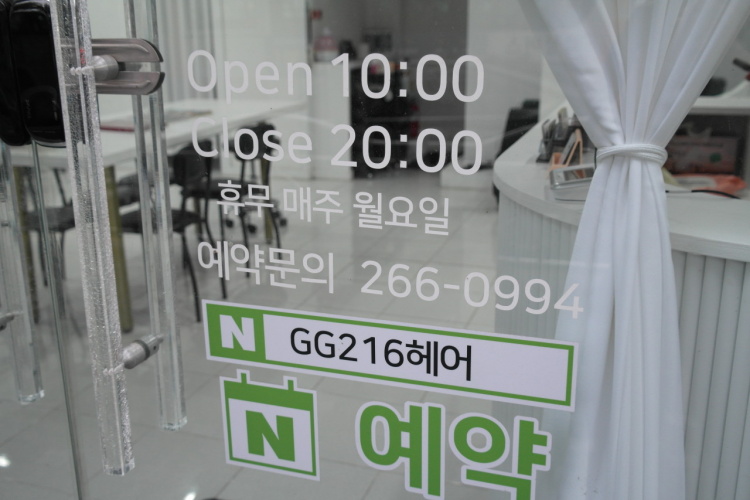 Open 10:00
Close 20:00
휴무 매주 월요일
예약문의 266-0994
N GG216헤어
N 예약